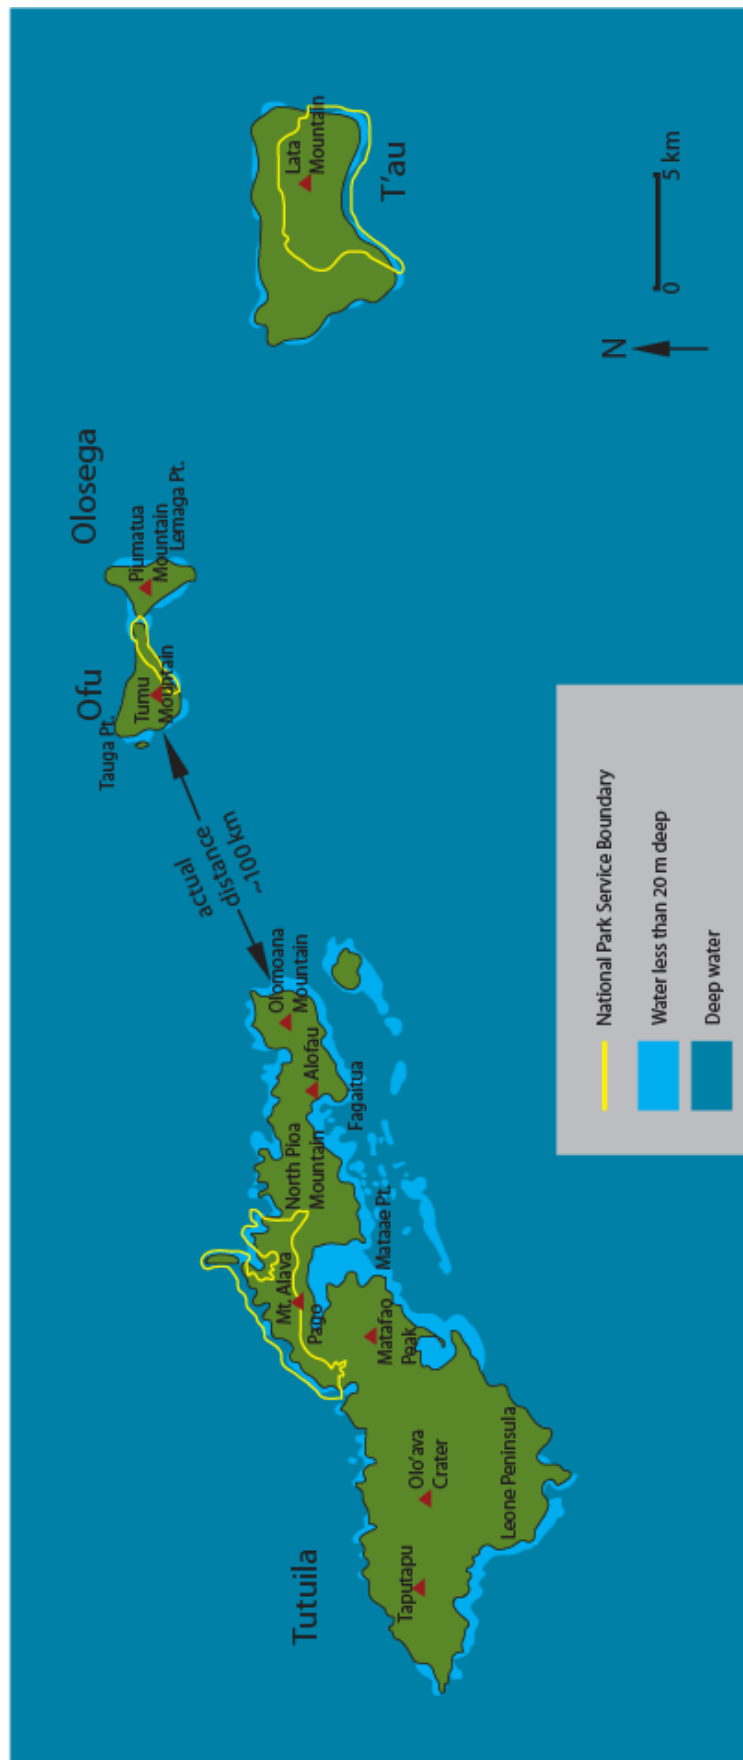 Tutuila
Taputapu
Olo'ava
Crater
Leone Peninsula
Matafao
Peak
Mt. Alava
Pago
Mataae Pt.
North Pioa
Mountain
Fagaitua
Alofau
Olomoana
Mountain
actual
distance
~100 km
Ofu
Tauga Pt.
Tumu
Mountain
Olosega
Piumatua
Mountain
Lemaga Pt.
Lata
Mountain
T'au
N
0 5 km
National Park Service Boundary
Water less than 20 m deep
Deep water